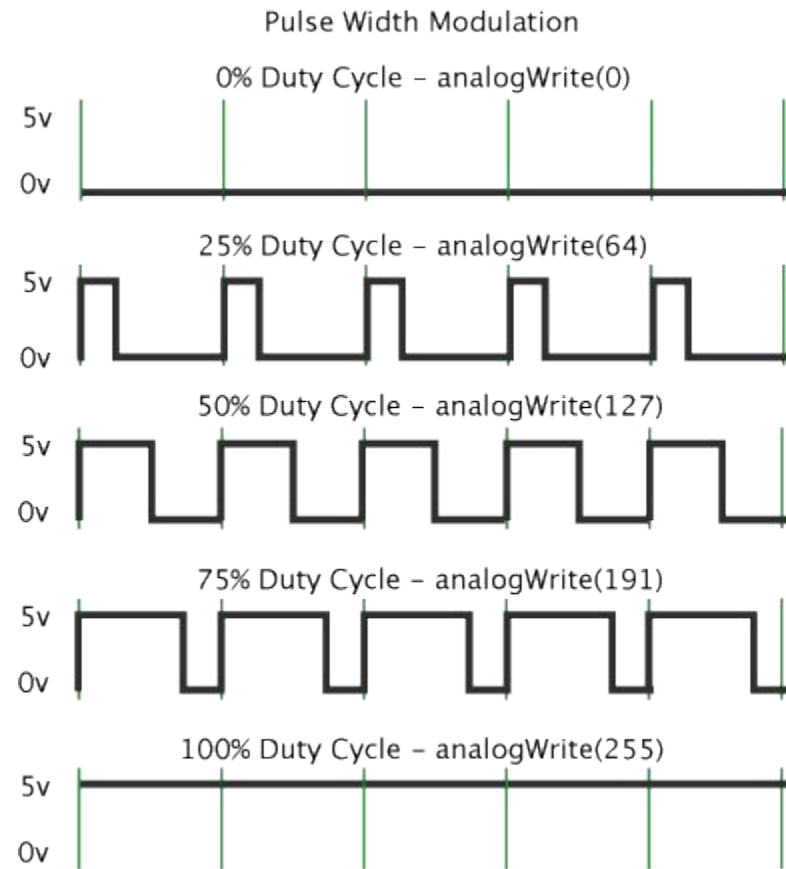 Pulse Width Modulation
0% Duty Cycle – analogWrite(0)
5v
0v
25% Duty Cycle – analogWrite(64)
5v
0v
50% Duty Cycle – analogWrite(127)
5v
0v
75% Duty Cycle – analogWrite(191)
5v
0v
100% Duty Cycle – analogWrite(255)
5v
0v